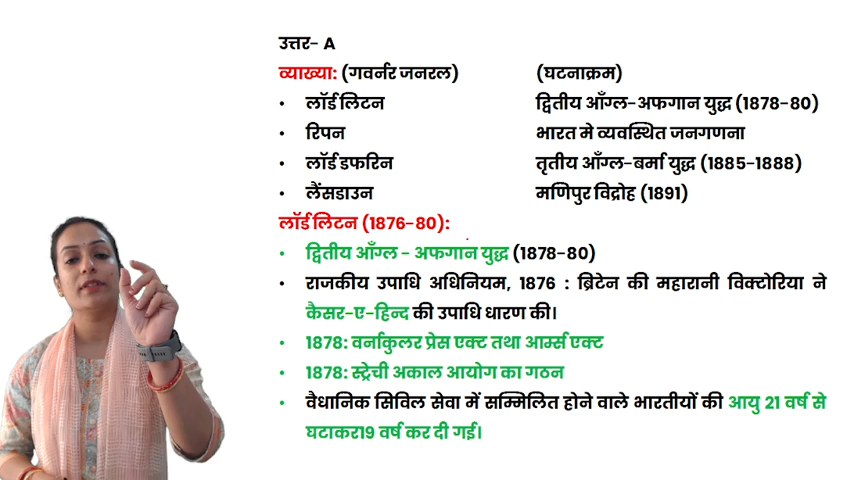 उत्तर- A
व्याख्या: (गवर्नर जनरल) (घटनाक्रम)
• लॉर्ड लिटन द्वितीय आँग्ल-अफगान युद्ध (1878-80)
• रिपन भारत मे व्यवस्थित जनगणना
• लॉर्ड डफरिन तृतीय आँग्ल-बर्मा युद्ध (1885-1888)
• लैंसडाउन मणिपुर विद्रोह (1891)
लॉर्ड लिटन (1876-80):
• द्वितीय आँग्ल - अफगान युद्ध (1878-80)
• राजकीय उपाधि अधिनियम, 1876 : ब्रिटेन की महारानी विक्टोरिया ने
कैसर-ए-हिन्द की उपाधि धारण की।
• 1878: वर्नाकुलर प्रेस एक्ट तथा आर्म्स एक्ट
• 1878: स्ट्रेची अकाल आयोग का गठन
• वैधानिक सिविल सेवा में सम्मिलित होने वाले भारतीयों की आयु 21 वर्ष से
घटाकर19 वर्ष कर दी गई।